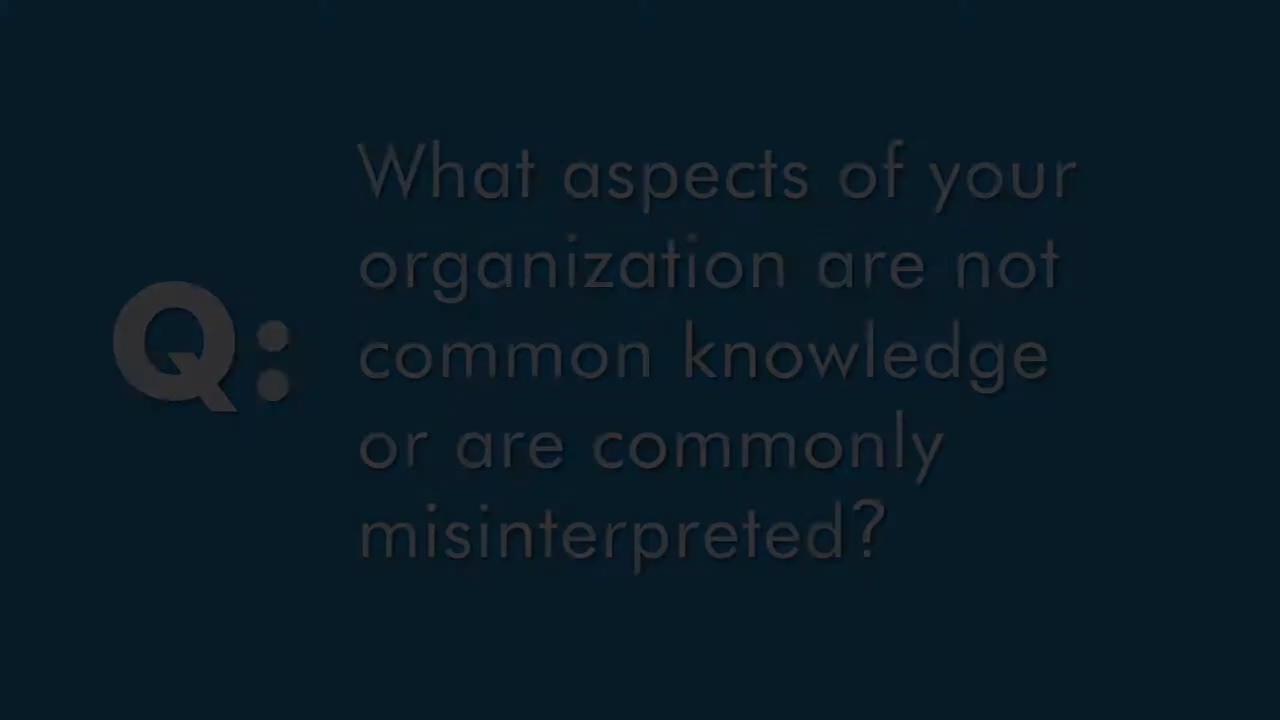 Q:
What aspects of your
organization are not
common knowledge
or are commonly
misinterpreted?